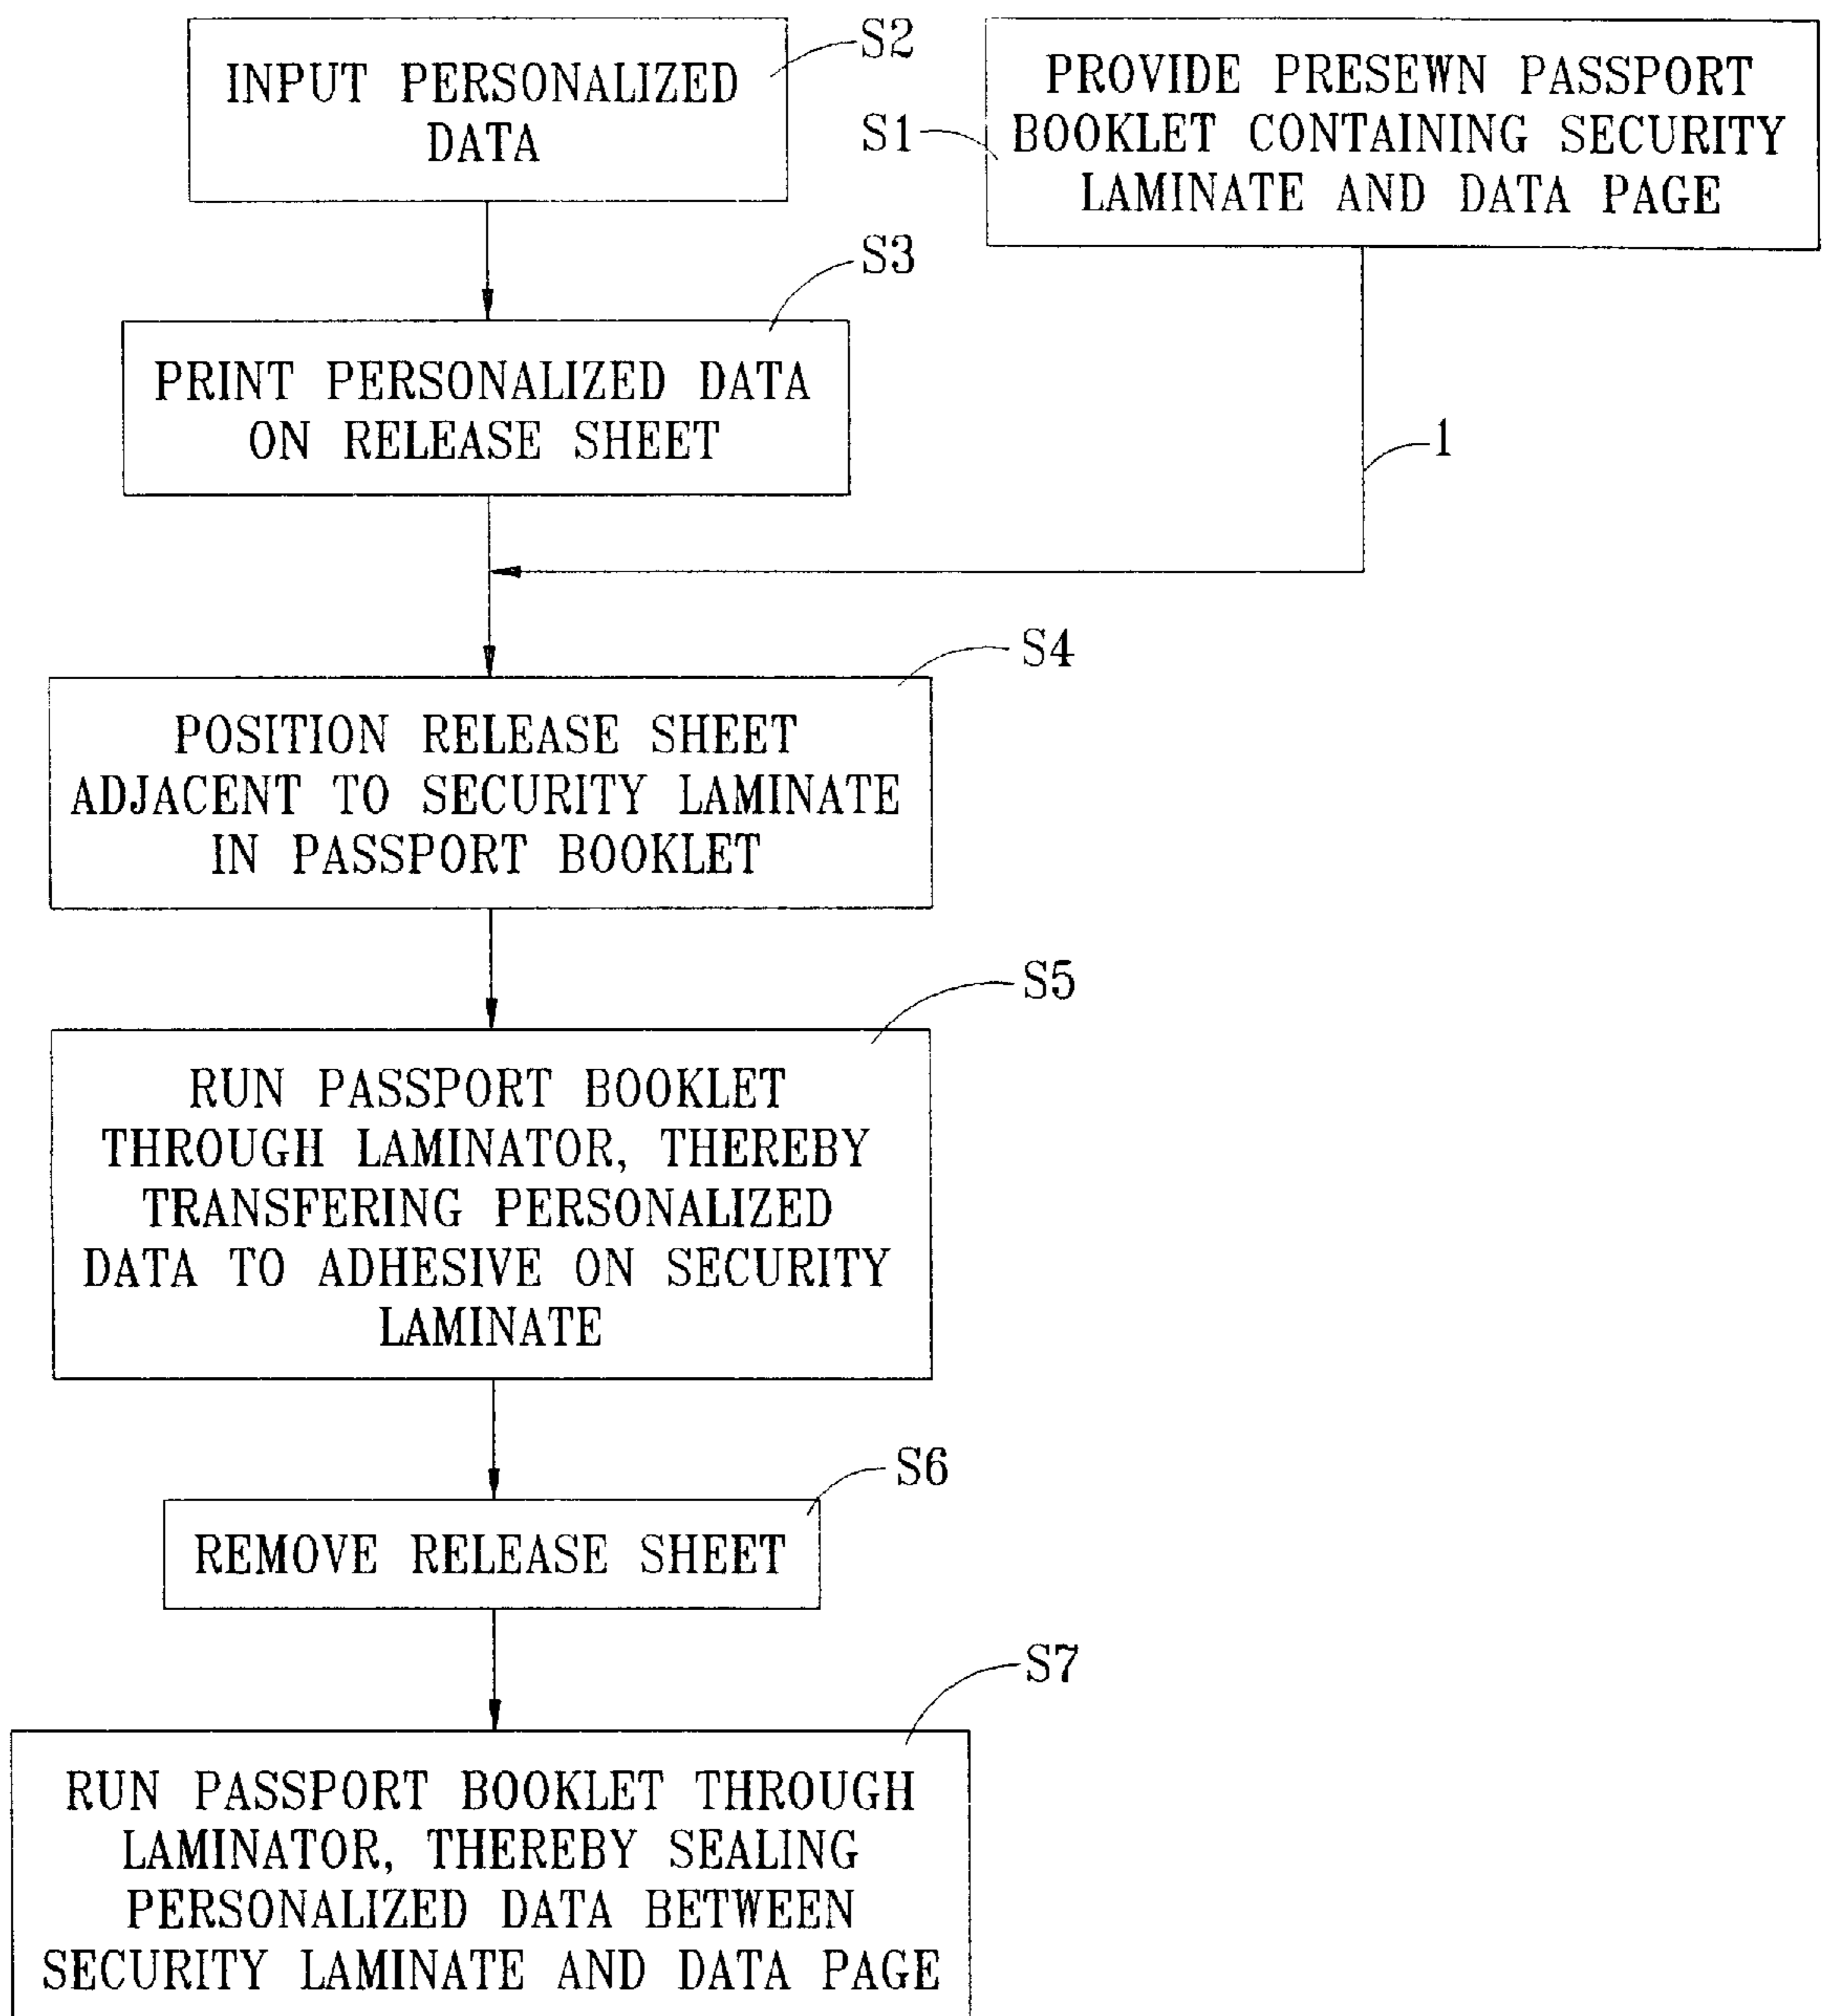 S2
INPUT PERSONALIZED
DATA
S1
PROVIDE PRESEWN PASSPORT
BOOKLET CONTAINING SECURITY
LAMINATE AND DATA PAGE
S3
PRINT PERSONALIZED DATA
ON RELEASE SHEET
1
S4
POSITION RELEASE SHEET
ADJACENT TO SECURITY LAMINATE
IN PASSPORT BOOKLET
S5
RUN PASSPORT BOOKLET
THROUGH LAMINATOR, THEREBY
TRANSFERING PERSONALIZED
DATA TO ADHESIVE ON SECURITY
LAMINATE
S6
REMOVE RELEASE SHEET
S7
RUN PASSPORT BOOKLET THROUGH
LAMINATOR, THEREBY SEALING
PERSONALIZED DATA BETWEEN
SECURITY LAMINATE AND DATA PAGE